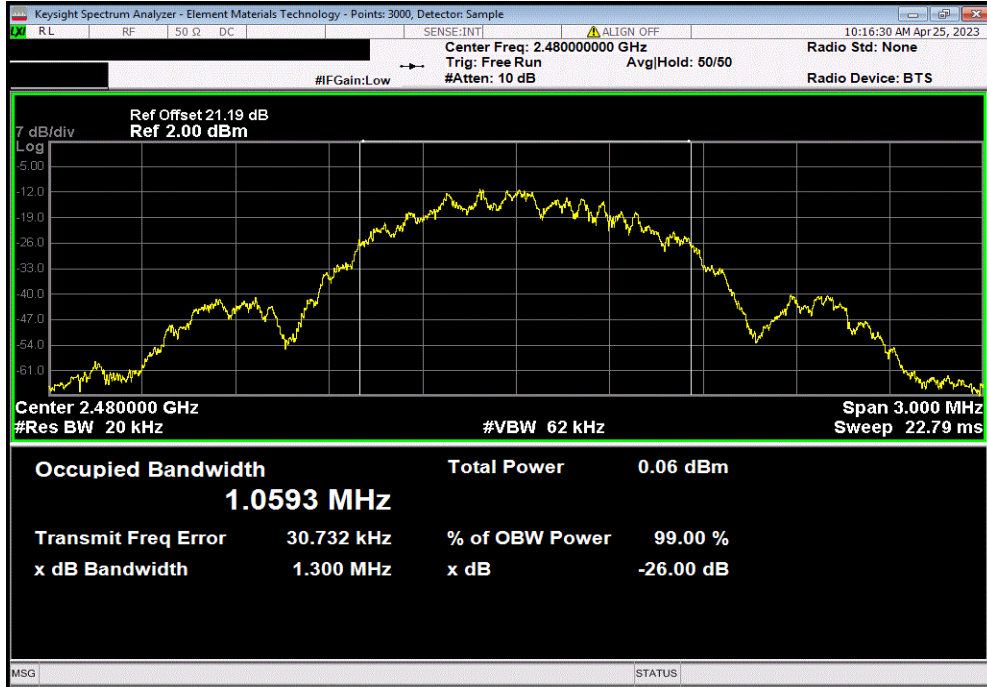 Keysight Spectrum Analyzer - Element Materials Technology - Points: 3000, Detector: Sample
LXI RL RF 50 Ω DC SENSE:INT ALIGN OFF 10:16:30 AM Apr 25, 2023
Center Freq: 2.480000000 GHz Radio Std: None
Trig: Free Run Avg|Hold: 50/50
#IFGain:Low #Atten: 10 dB Radio Device: BTS
Ref Offset 21.19 dB
7 dB/div Ref 2.00 dBm
Log
-5.00
-12.0
-19.0
-26.0
-33.0
-40.0
-47.0
-54.0
-61.0
Center 2.480000 GHz Span 3.000 MHz
#Res BW 20 kHz #VBW 62 kHz Sweep 22.79 ms
Occupied Bandwidth Total Power 0.06 dBm
1.0593 MHz
Transmit Freq Error 30.732 kHz % of OBW Power 99.00 %
x dB Bandwidth 1.300 MHz x dB -26.00 dB
MSG STATUS